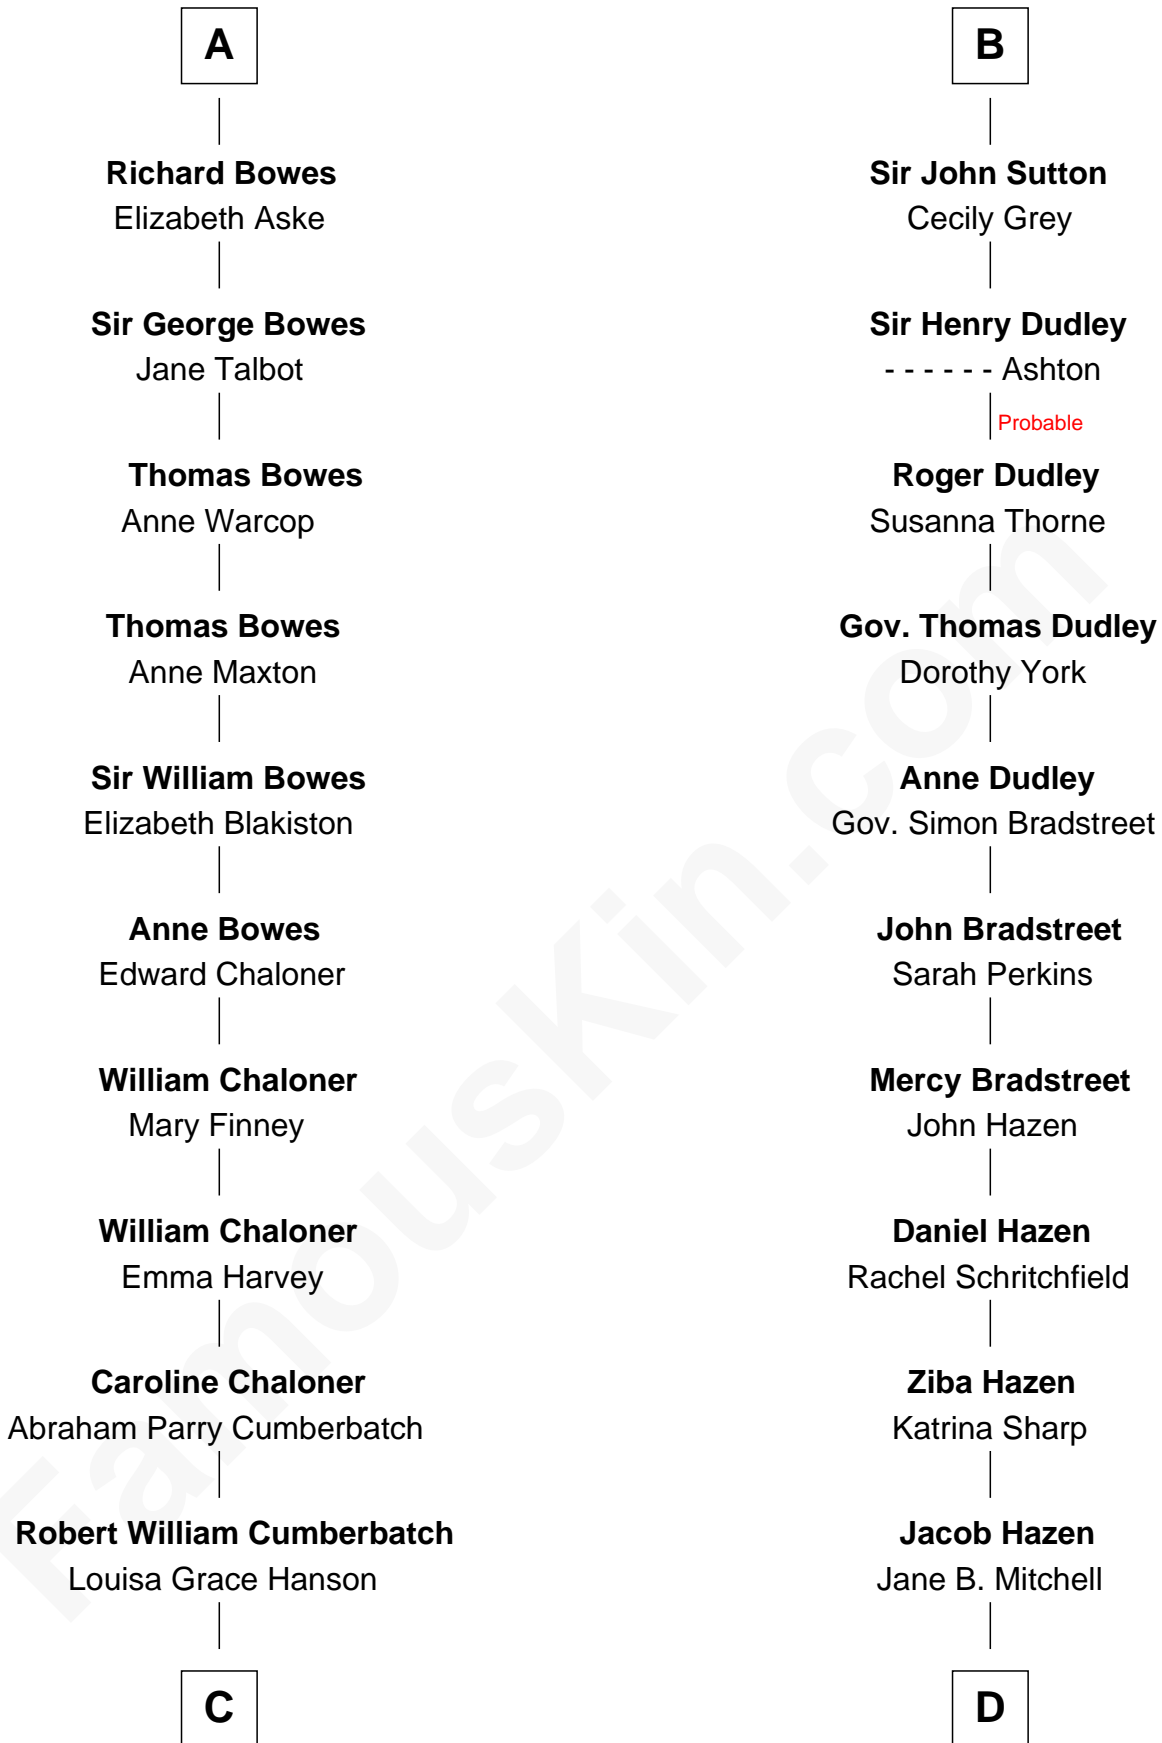 A
Richard Bowes
Elizabeth Aske
Sir George Bowes
Jane Talbot
Thomas Bowes
Anne Warcop
Thomas Bowes
Anne Maxton
Sir William Bowes
Elizabeth Blakiston
Anne Bowes
Edward Chaloner
William Chaloner
Mary Finney
William Chaloner
Emma Harvey
Caroline Chaloner
Abraham Parry Cumberbatch
Robert William Cumberbatch
Louisa Grace Hanson
C
B
Sir John Sutton
Cecily Grey
Sir Henry Dudley
- - - - - - Ashton
Probable
Roger Dudley
Susanna Thorne
Gov. Thomas Dudley
Dorothy York
Anne Dudley
Gov. Simon Bradstreet
John Bradstreet
Sarah Perkins
Mercy Bradstreet
John Hazen
Daniel Hazen
Rachel Schritchfield
Ziba Hazen
Katrina Sharp
Jacob Hazen
Jane B. Mitchell
D
FamousKin.com